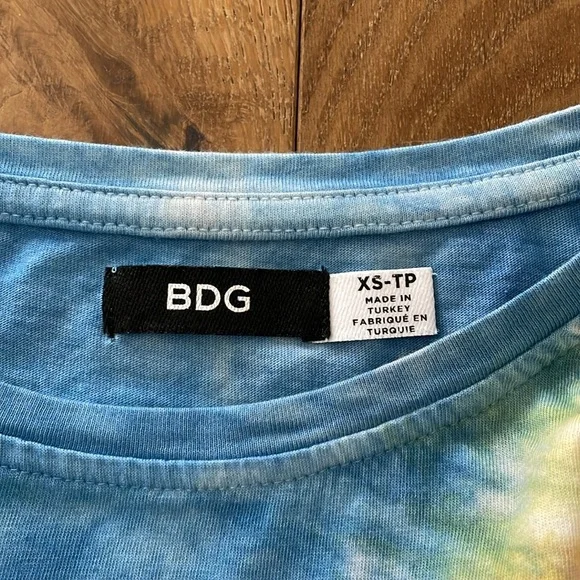 BDG
XS-TP
MADE IN
TURKEY
FABRIQUÉ EN
TURQUIE